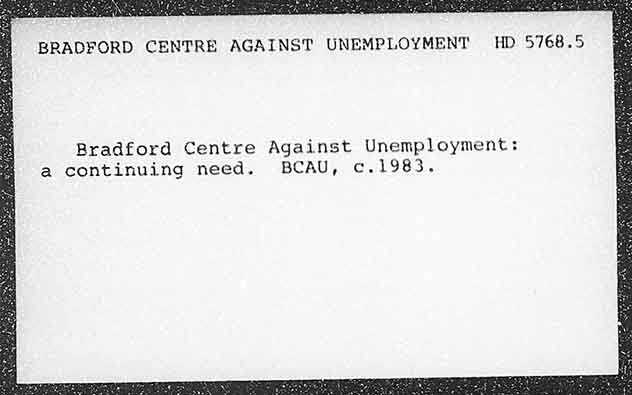 BRADFORD CENTRE AGAINST UNEMPLOYMENT HD 5768.5
Bradford Centre Against Unemployment:
a continuing need. BCAU, c.1983.